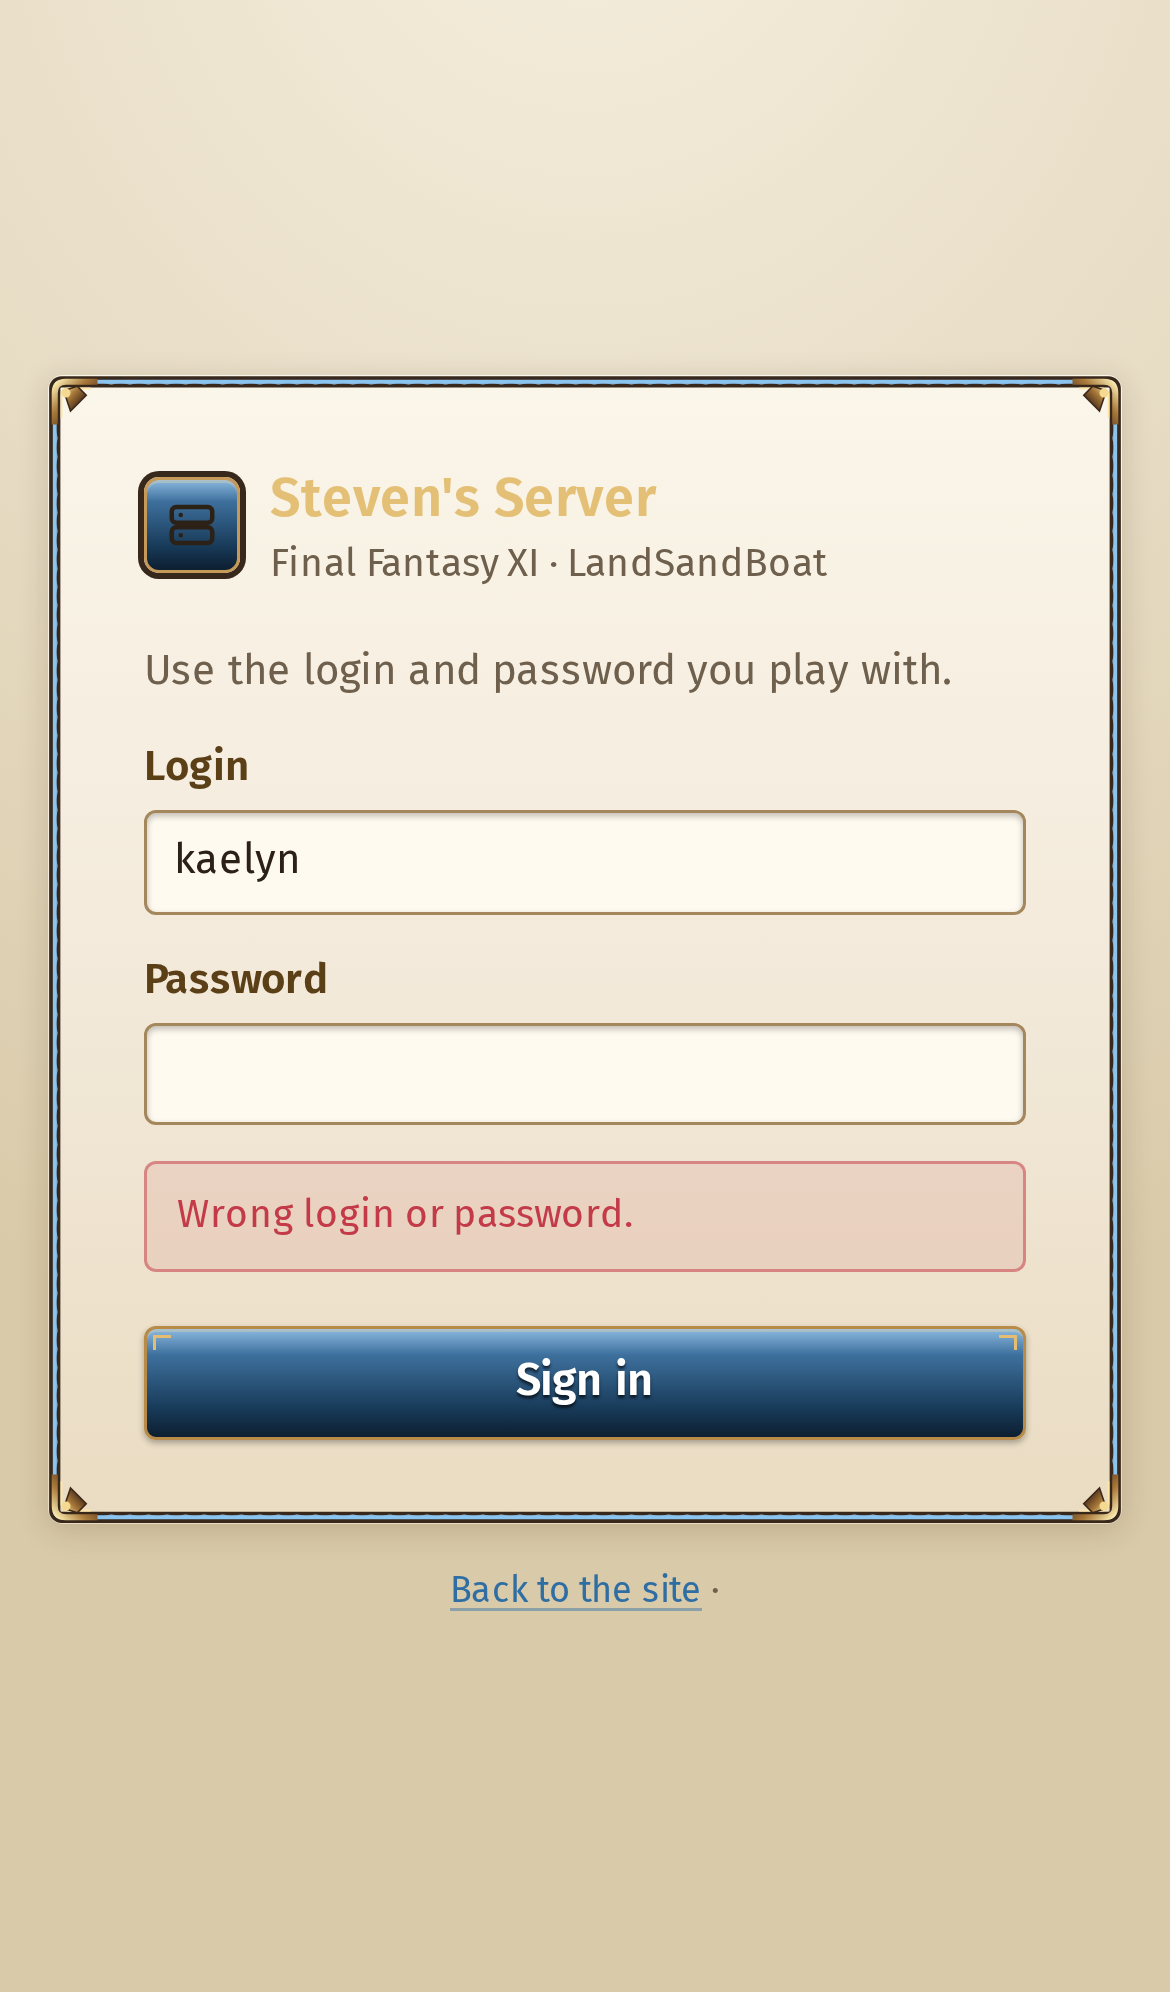 Steven's Server
Final Fantasy XI · LandSandBoat
Use the login and password you play with.
Login
kaelyn
Password
Wrong login or password.
Sign in
Back to the site ·